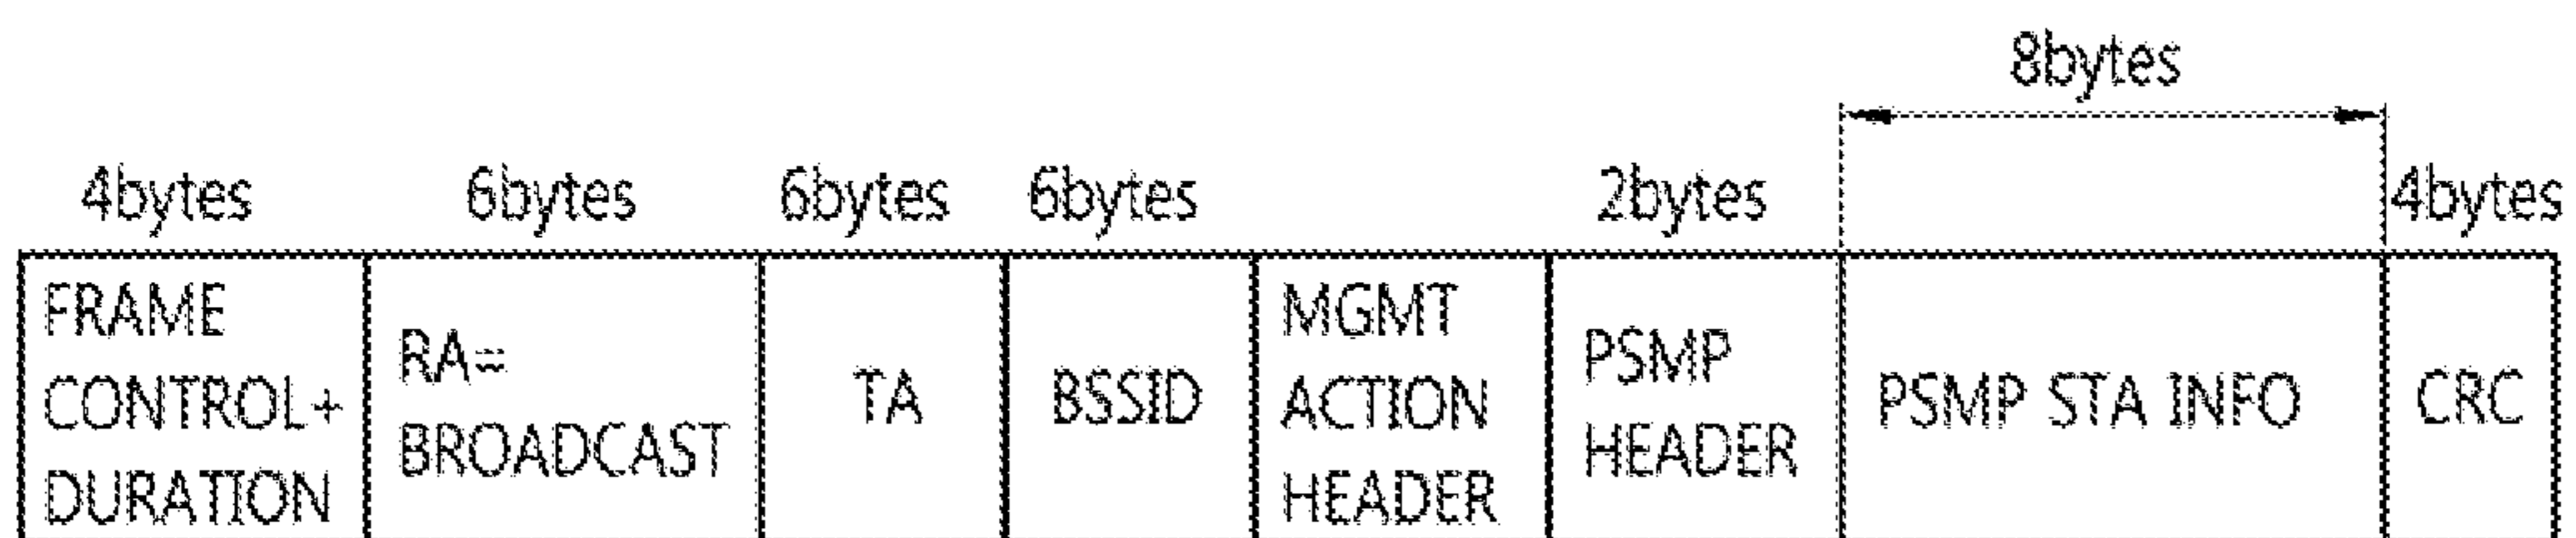 8bytes
4bytes 6bytes 6bytes 6bytes 2bytes 4bytes
FRAME
CONTROL+
DURATION
RA=
BROADCAST
TA
BSSID
MGMT
ACTION
HEADER
PSMP
HEADER
PSMP STA INFO
CRC